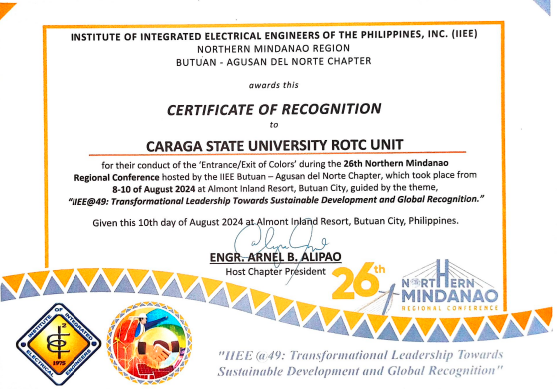 INSTITUTE OF INTEGRATED ELECTRICAL ENGINEERS OF THE PHILIPPINES, INC. (IIEE)
NORTHERN MINDANAO REGION
BUTUAN - AGUSAN DEL NORTE CHAPTER
awards this
CERTIFICATE OF RECOGNITION
to
CARAGA STATE UNIVERSITY ROTC UNIT
for their conduct of the 'Entrance/Exit of Colors' during the 26th Northern Mindanao
Regional Conference hosted by the IIEE Butuan – Agusan del Norte Chapter, which took place from
8-10 of August 2024 at Almont Inland Resort, Butuan City, guided by the theme,
"IIEE@49: Transformational Leadership Towards Sustainable Development and Global Recognition."
Given this 10th day of August 2024 at Almont Inland Resort, Butuan City, Philippines.
ENGR. ARNEL B. ALIPAO
Host Chapter President
26th
NORTHERN
MINDANAO
REGIONAL CONFERENCE
INSTITUTE OF INTEGRATED
ELECTRICAL ENGINEERS
1975
"IIEE @49: Transformational Leadership Towards
Sustainable Development and Global Recognition"